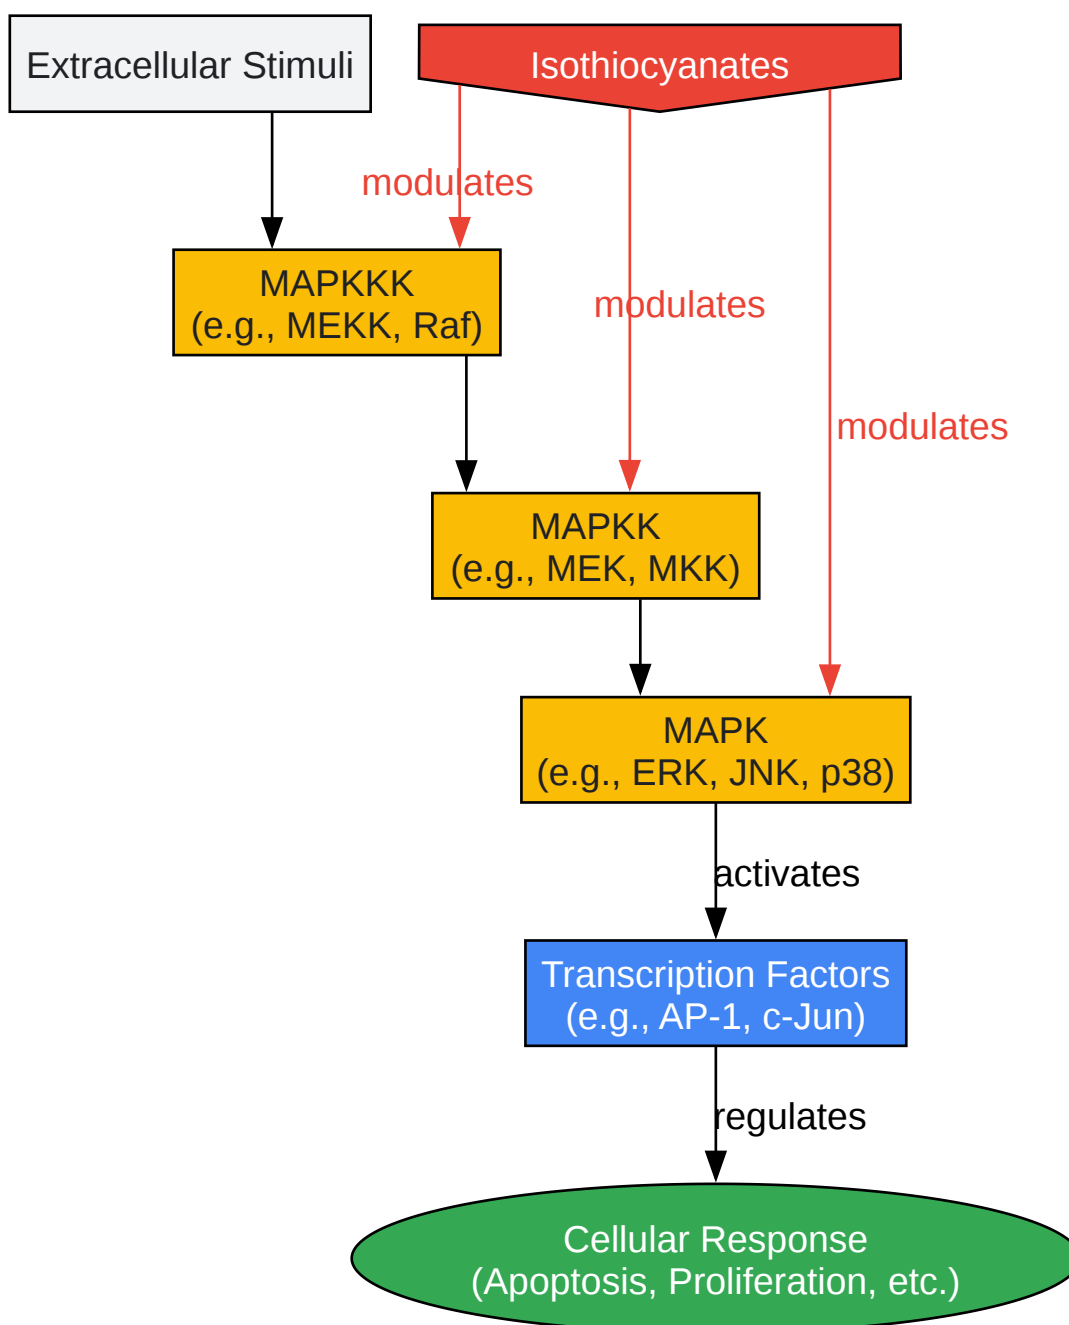 Extracellular Stimuli
Isothiocyanates
modulates
MAPKKK
(e.g., MEKK, Raf)
modulates
modulates
MAPKK
(e.g., MEK, MKK)
MAPK
(e.g., ERK, JNK, p38)
activates
Transcription Factors
(e.g., AP-1, c-Jun)
regulates
Cellular Response
(Apoptosis, Proliferation, etc.)